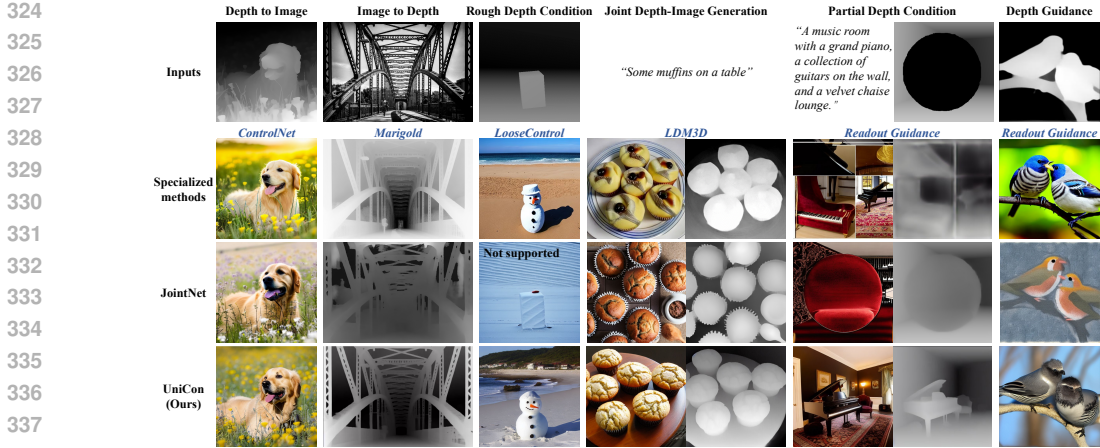 324
Depth to Image Image to Depth Rough Depth Condition Joint Depth-Image Generation Partial Depth Condition Depth Guidance
325
"A music room
with a grand piano,
a collection of
guitars on the wall,
and a velvet chaise
lounge."
326
Inputs
"Some muffins on a table"
327
328
ControlNet Marigold LooseControl LDM3D Readout Guidance Readout Guidance
329
330
Specialized
methods
331
332
Not supported
333
JointNet
334
335
336
UniCon
(Ours)
337